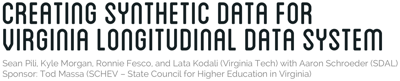 CREATING SYNTHETIC DATA FOR
VIRGINIA LONGITUDINAL DATA SYSTEM
Sean Pili, Kyle Morgan, Ronnie Fesco, and Lata Kodali (Virginia Tech) with Aaron Schroeder (SDAL)
Sponsor: Tod Massa (SCHEV – State Council for Higher Education in Virginia)